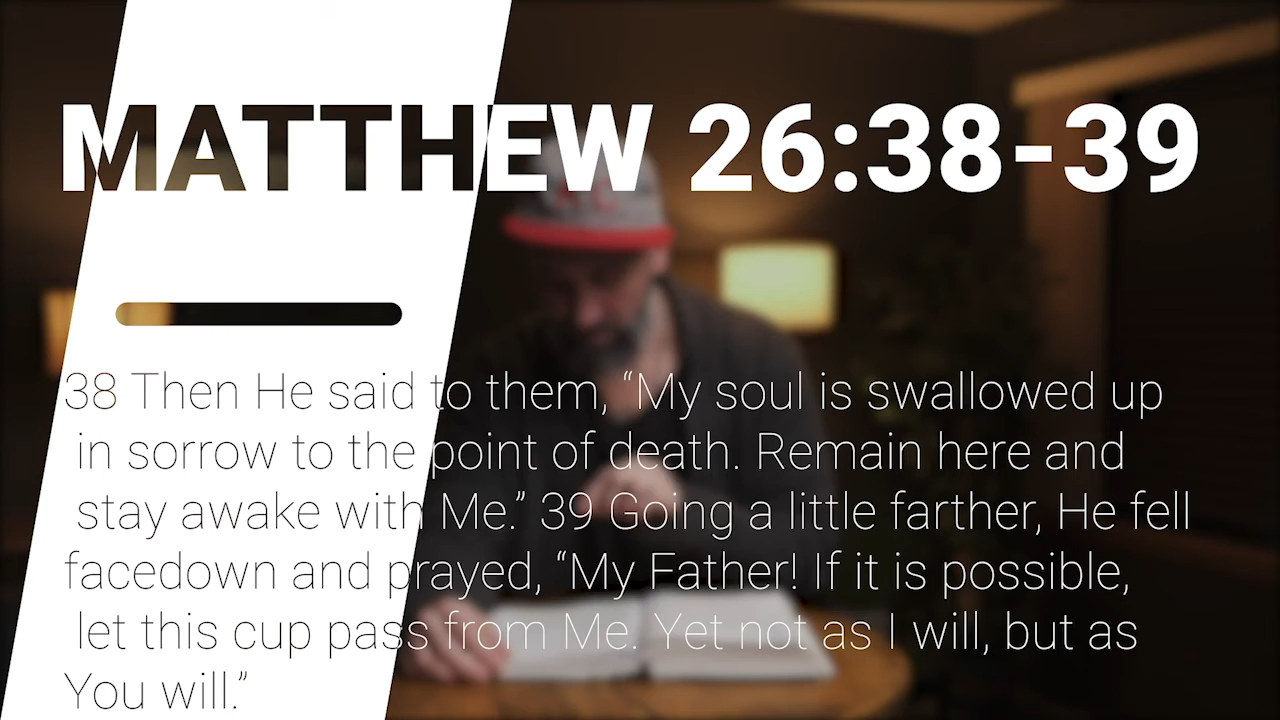 MATTHEW 26:38-39
38 Then He said to them, “My soul is swallowed up
in sorrow to the point of death. Remain here and
stay awake with Me.” 39 Going a little farther, He fell
facedown and prayed, “My Father! If it is possible,
let this cup pass from Me. Yet not as I will, but as
You will.”